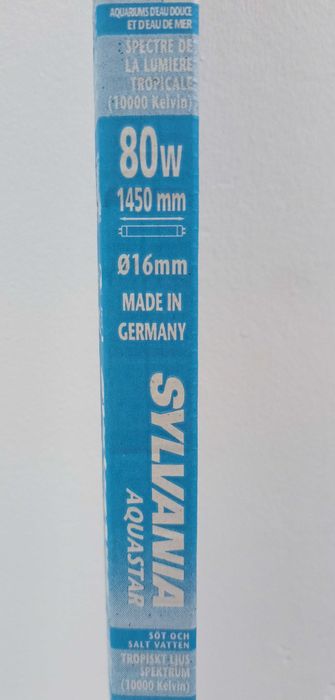 AQUARIUMS D'EAU DOUCE
ET D'EAU DE MER
SPECTRE DE
LA LUMIERE
TROPICALE
(10000 Kelvin)
80W
1450 mm
Ø16mm
MADE IN
GERMANY
SYLVANIA
AQUASTAR
SÖT OCH
SALT VATTEN
TROPISKT LJUS
SPEKTRUM
(10000 Kelvin)